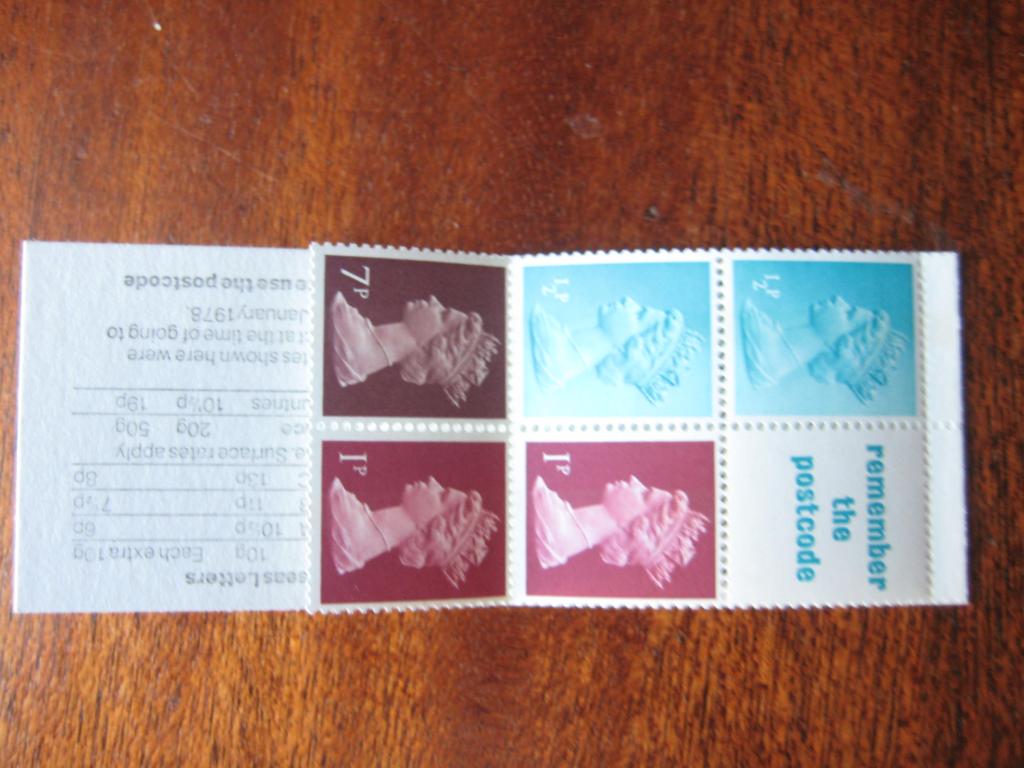 seas Letters
10g Each extra 10g
10½p 6p
11p 7½p
13p 8p
e. Surface rates apply
20g 50g
untries 10½p 19p
tes shown here were
t at the time of going to
January 1978.
e use the postcode
7P
½P
½P
1P
1P
remember
the
postcode